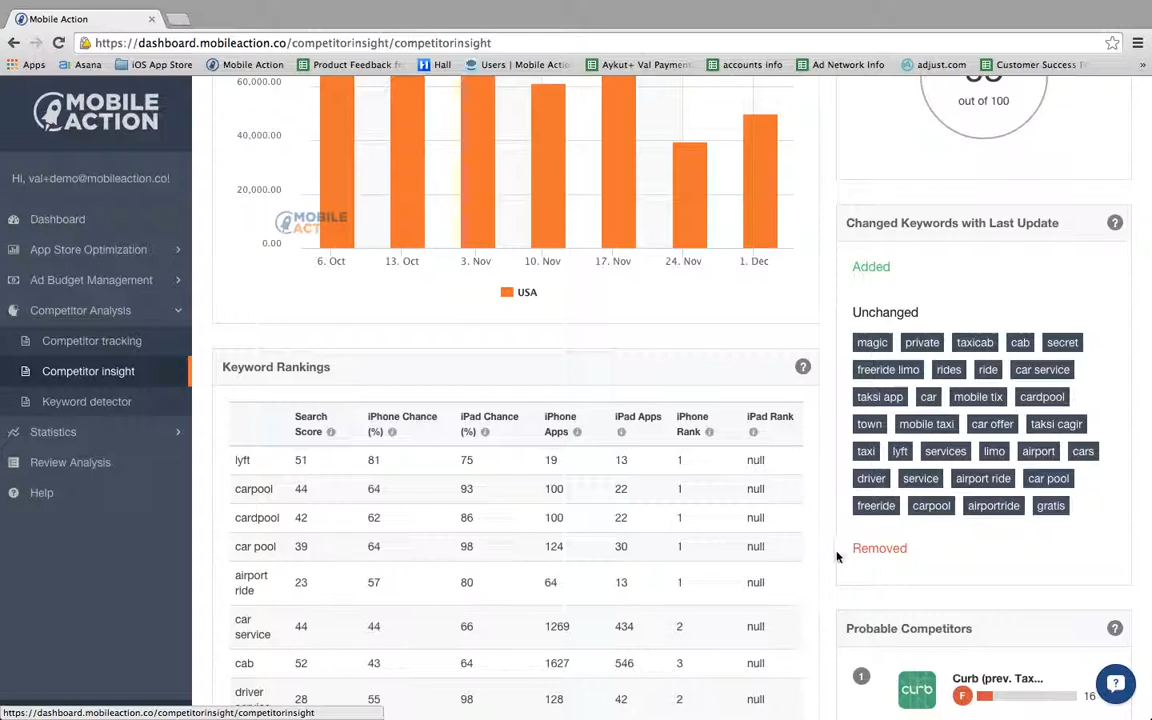 Mobile Action
https://dashboard.mobileaction.co/competitorinsight/competitorinsight
Apps Asana iOS App Store Mobile Action Product Feedback Hall Users | Mobile Actio Aykut+ Val Payment accounts info Ad Network Info adjust.com Customer Success »
MOBILE
ACTION
Hi, val+demo@mobileaction.co!
Dashboard
App Store Optimization
Ad Budget Management
Competitor Analysis
Competitor tracking
Competitor insight
Keyword detector
Statistics
Review Analysis
Help
60,000.00
40,000.00
20,000.00
0.00
MOBILE
ACT
6. Oct 13. Oct 3. Nov 10. Nov 17. Nov 24. Nov 1. Dec
USA
out of 100
Keyword Rankings ?
Search Score iPhone Chance (%) iPad Chance (%) iPhone Apps iPad Apps iPhone Rank iPad Rank
lyft 51 81 75 19 13 1 null
carpool 44 64 93 100 22 1 null
cardpool 42 62 86 100 22 1 null
car pool 39 64 98 124 30 1 null
airport ride 23 57 80 64 13 1 null
car service 44 44 66 1269 434 2 null
cab 52 43 64 1627 546 3 null
driver 28 55 98 128 42 2 null
Changed Keywords with Last Update ?
Added
Unchanged
magic private taxicab cab secret
freeride limo rides ride car service
taksi app car mobile tix cardpool
town mobile taxi car offer taksi cagir
taxi lyft services limo airport cars
driver service airport ride car pool
freeride carpool airportride gratis
Removed
Probable Competitors ?
1 Curb (prev. Tax...
curb F 16
https://dashboard.mobileaction.co/competitorinsight/competitorinsight